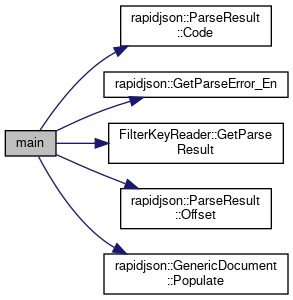 main
rapidjson::ParseResult
::Code
rapidjson::GetParseError_En
FilterKeyReader::GetParse
Result
rapidjson::ParseResult
::Offset
rapidjson::GenericDocument
::Populate